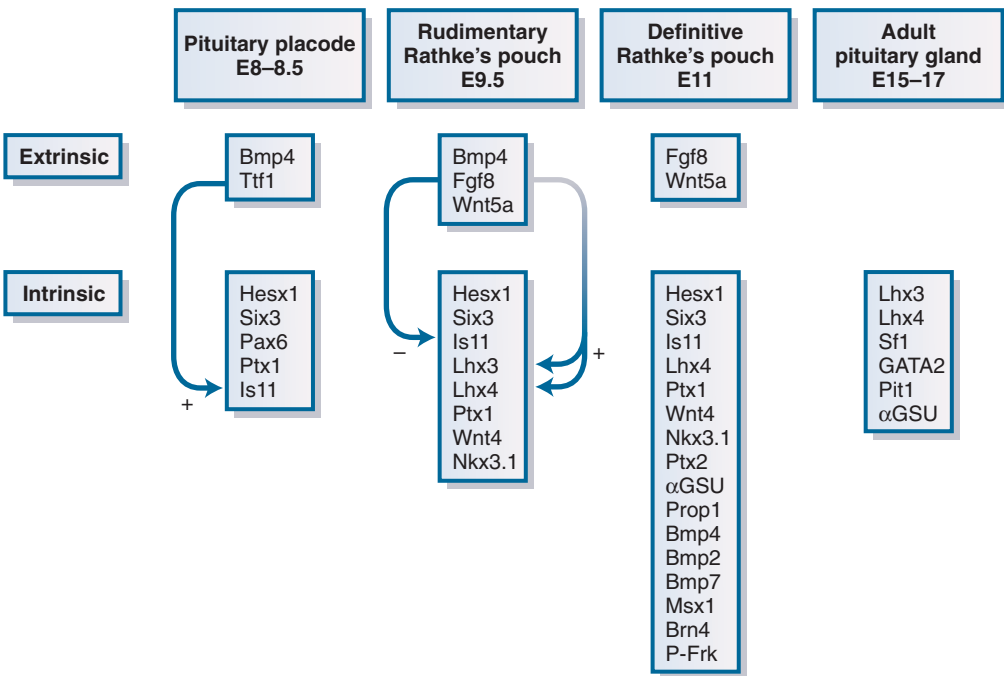 Pituitary placode
E8–8.5
Rudimentary
Rathke's pouch
E9.5
Definitive
Rathke's pouch
E11
Adult
pituitary gland
E15–17
Extrinsic
Bmp4
Ttf1
Bmp4
Fgf8
Wnt5a
Fgf8
Wnt5a
Intrinsic
Hesx1
Six3
Pax6
Ptx1
Is11
+
Hesx1
Six3
Is11
Lhx3
Lhx4
Ptx1
Wnt4
Nkx3.1
–
+
Hesx1
Six3
Is11
Lhx4
Ptx1
Wnt4
Nkx3.1
Ptx2
αGSU
Prop1
Bmp4
Bmp2
Bmp7
Msx1
Brn4
P-Frk
Lhx3
Lhx4
Sf1
GATA2
Pit1
αGSU